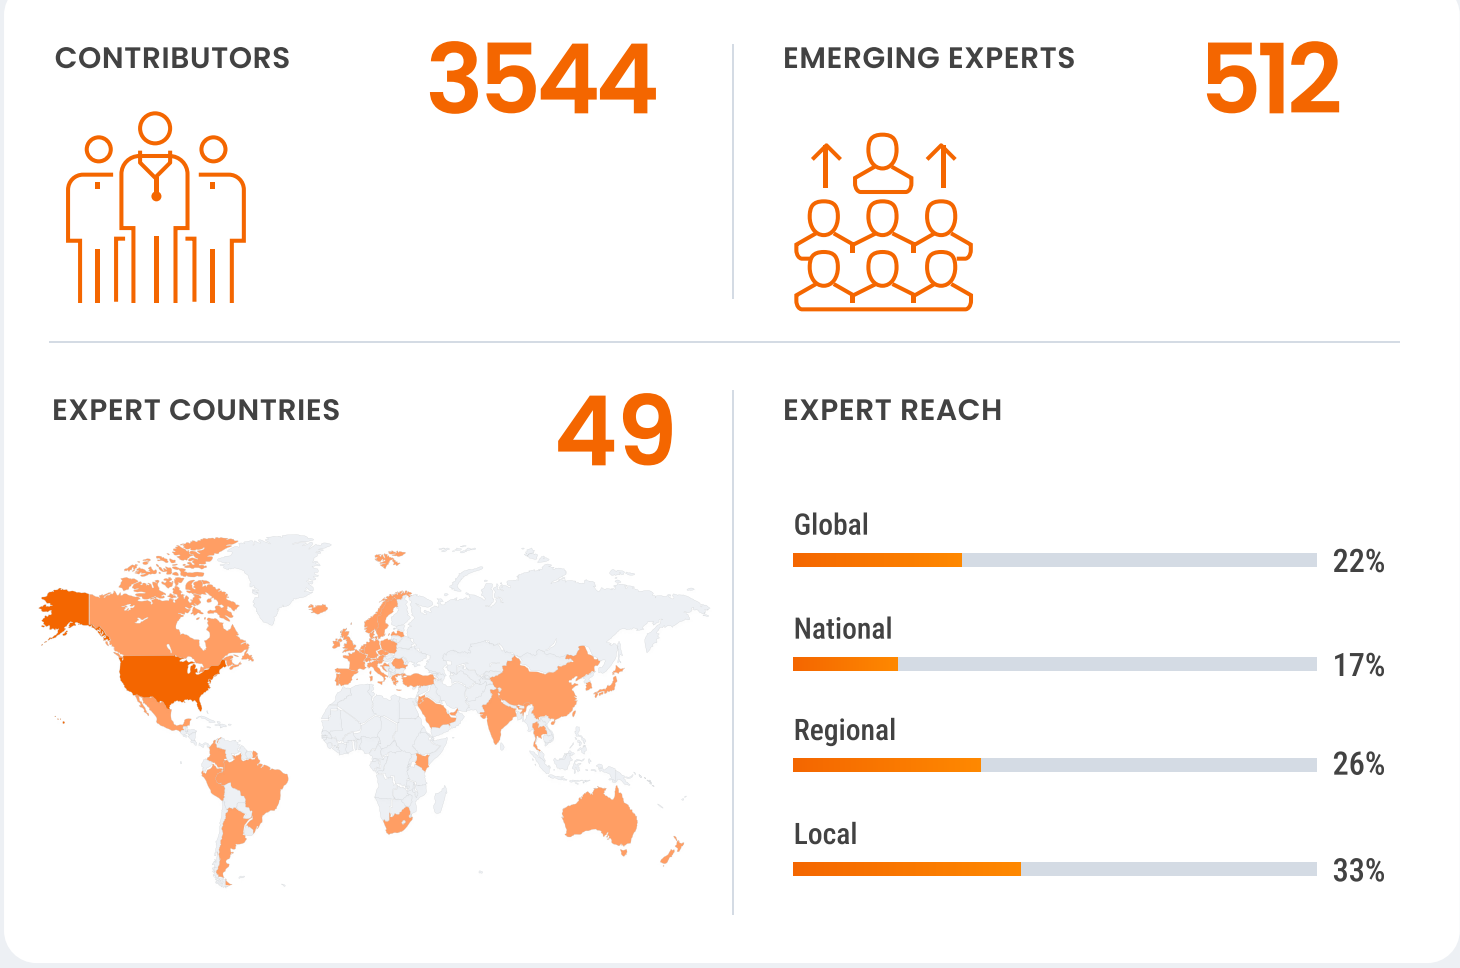 CONTRIBUTORS
3544
EMERGING EXPERTS
512
EXPERT COUNTRIES
49
EXPERT REACH
Global
22%
National
17%
Regional
26%
Local
33%